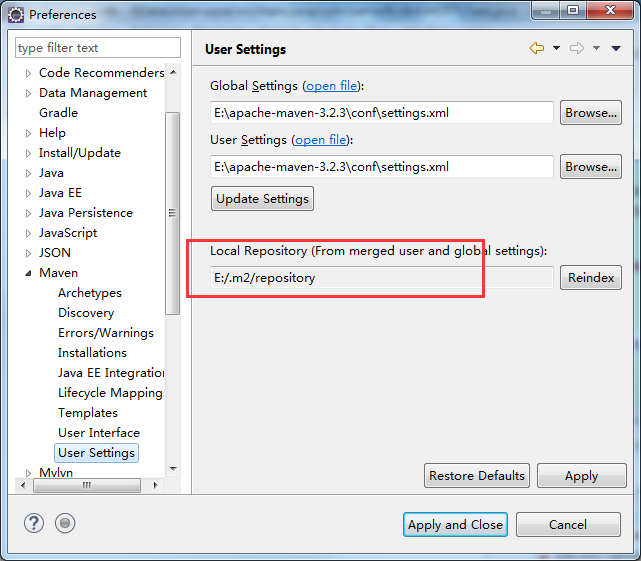 Preferences
type filter text
Code Recommenders
Data Management
Gradle
Help
Install/Update
Java
Java EE
Java Persistence
JavaScript
JSON
Maven
Archetypes
Discovery
Errors/Warnings
Installations
Java EE Integration
Lifecycle Mapping
Templates
User Interface
User Settings
Mylyn
User Settings
Global Settings (open file):
E:\apache-maven-3.2.3\conf\settings.xml
Browse...
User Settings (open file):
E:\apache-maven-3.2.3\conf\settings.xml
Browse...
Update Settings
Local Repository (From merged user and global settings):
E:/.m2/repository
Reindex
Restore Defaults
Apply
?
Apply and Close
Cancel